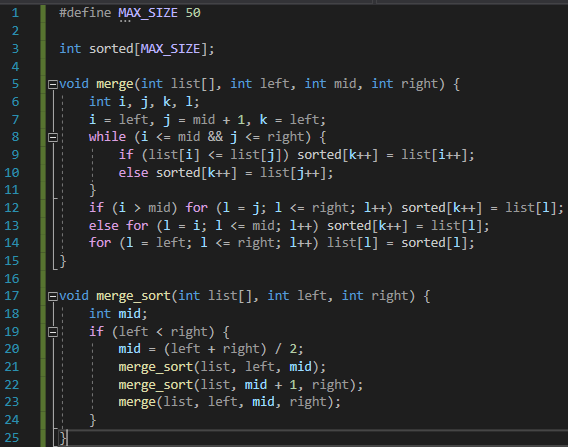 1 #define MAX_SIZE 50
2
3 int sorted[MAX_SIZE];
4
5 void merge(int list[], int left, int mid, int right) {
6 int i, j, k, l;
7 i = left, j = mid + 1, k = left;
8 while (i <= mid && j <= right) {
9 if (list[i] <= list[j]) sorted[k++] = list[i++];
10 else sorted[k++] = list[j++];
11 }
12 if (i > mid) for (l = j; l <= right; l++) sorted[k++] = list[l];
13 else for (l = i; l <= mid; l++) sorted[k++] = list[l];
14 for (l = left; l <= right; l++) list[l] = sorted[l];
15 }
16
17 void merge_sort(int list[], int left, int right) {
18 int mid;
19 if (left < right) {
20 mid = (left + right) / 2;
21 merge_sort(list, left, mid);
22 merge_sort(list, mid + 1, right);
23 merge(list, left, mid, right);
24 }
25 }